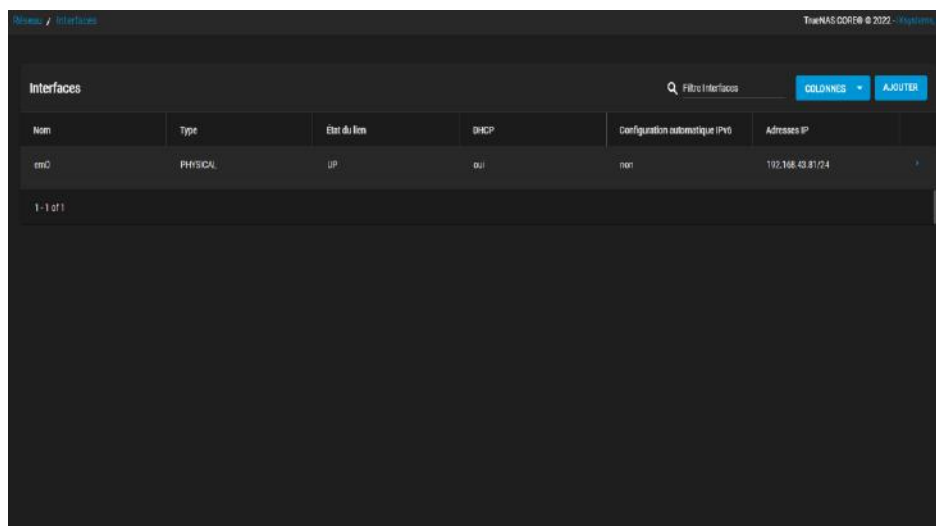 Réseau / Interfaces
TrueNAS CORE® © 2022 - iXsystems,
Interfaces
Filtre Interfaces
COLONNES
AJOUTER
Nom Type État du lien DHCP Configuration automatique IPv6 Adresses IP
em0 PHYSICAL UP oui non 192.168.43.81/24
1 - 1 of 1